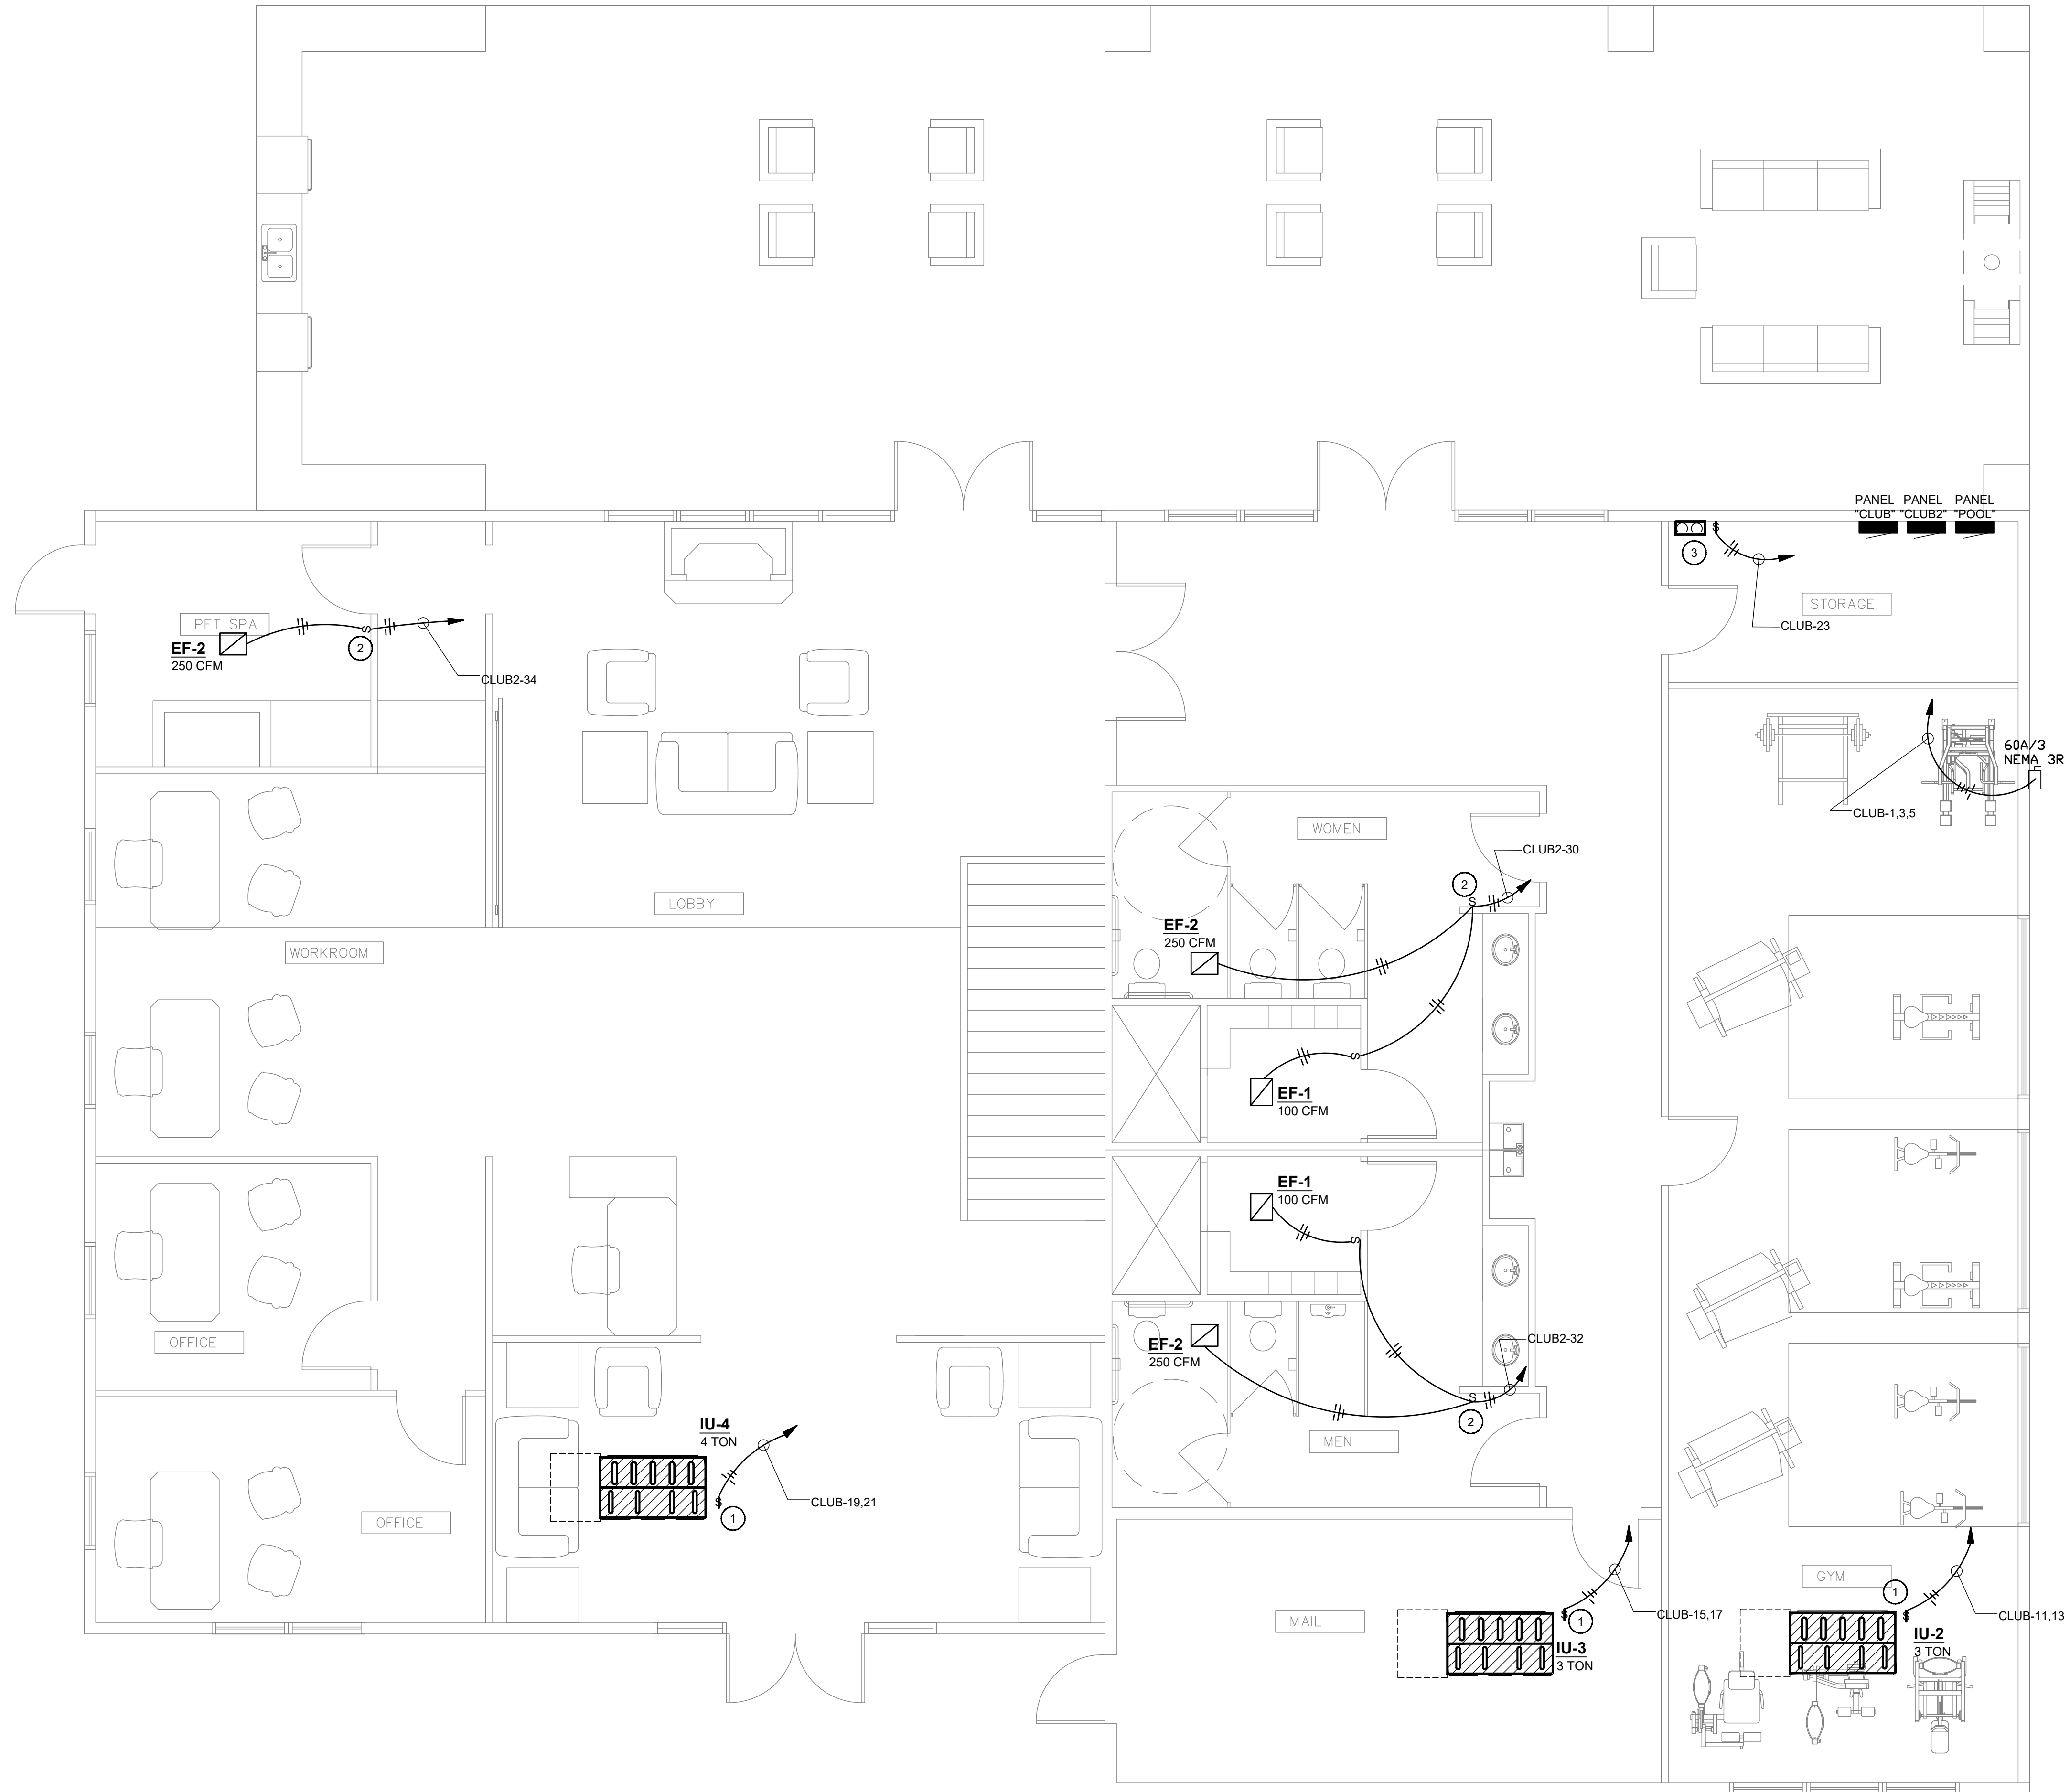 PANEL
"CLUB"
PANEL
"CLUB2"
PANEL
"POOL"
3
STORAGE
CLUB-23
PET SPA
EF-2
250 CFM
2
CLUB2-34
60A/3
NEMA 3R
CLUB-1,3,5
WOMEN
CLUB2-30
2
S
LOBBY
EF-2
250 CFM
WORKROOM
S
EF-1
100 CFM
EF-1
100 CFM
S
OFFICE
EF-2
250 CFM
CLUB2-32
S
2
MEN
IU-4
4 TON
CLUB-19,21
$
1
OFFICE
GYM
1
$
CLUB-11,13
IU-2
3 TON
MAIL
$
1
CLUB-15,17
IU-3
3 TON
$
S